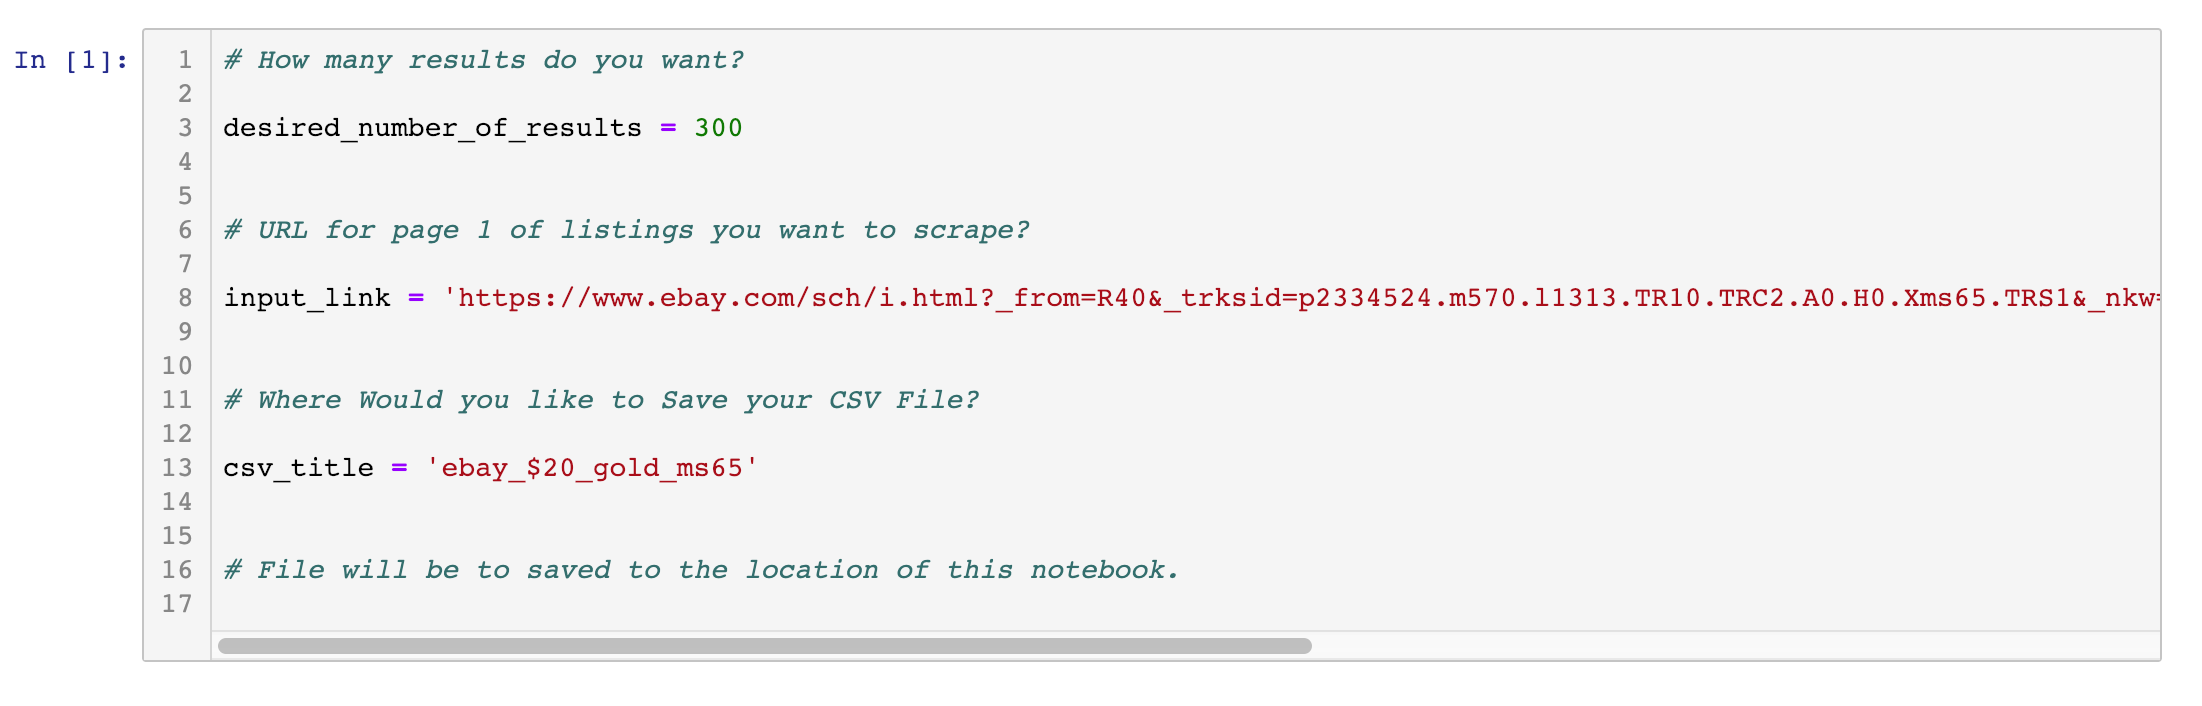 In [1]:
1 # How many results do you want?
2
3 desired_number_of_results = 300
4
5
6 # URL for page 1 of listings you want to scrape?
7
8 input_link = 'https://www.ebay.com/sch/i.html?_from=R40&_trksid=p2334524.m570.l1313.TR10.TRC2.A0.H0.Xms65.TRS1&_nkw=
9
10
11 # Where Would you like to Save your CSV File?
12
13 csv_title = 'ebay_$20_gold_ms65'
14
15
16 # File will be to saved to the location of this notebook.
17